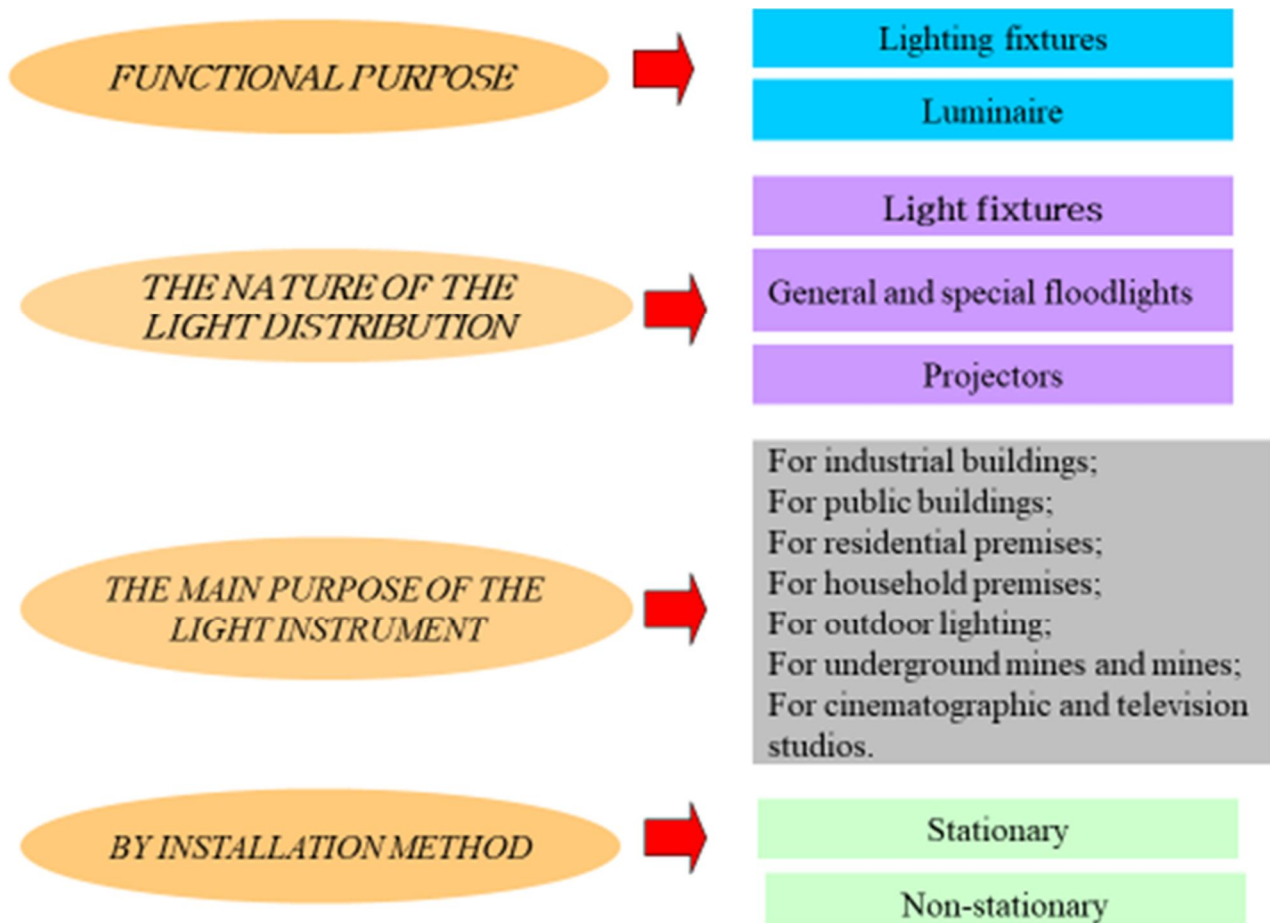 FUNCTIONAL PURPOSE
Lighting fixtures
Luminaire
THE NATURE OF THE
LIGHT DISTRIBUTION
Light fixtures
General and special floodlights
Projectors
THE MAIN PURPOSE OF THE
LIGHT INSTRUMENT
For industrial buildings;
For public buildings;
For residential premises;
For household premises;
For outdoor lighting;
For underground mines and mines;
For cinematographic and television
studios.
BY INSTALLATION METHOD
Stationary
Non-stationary